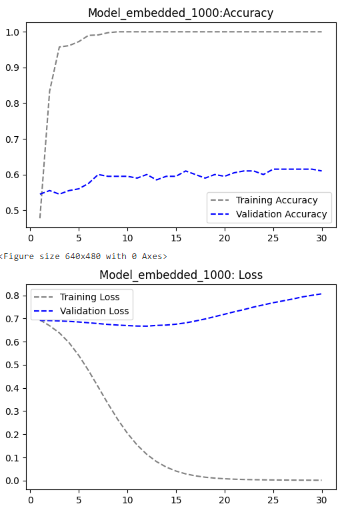 Model_embedded_1000:Accuracy
1.0
0.9
0.8
0.7
0.6
0.5
Training Accuracy
Validation Accuracy
0 5 10 15 20 25 30
<Figure size 640x480 with 0 Axes>
Model_embedded_1000: Loss
Training Loss
Validation Loss
0.8
0.7
0.6
0.5
0.4
0.3
0.2
0.1
0.0
0 5 10 15 20 25 30